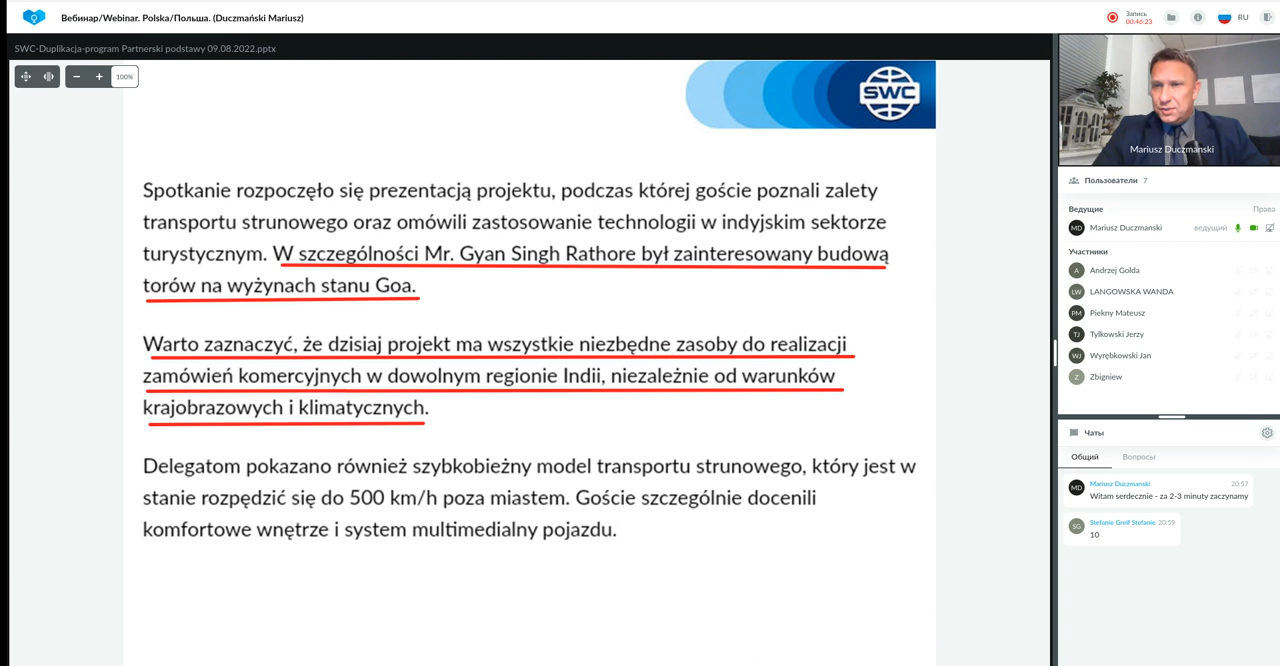 Вебинар/Webinar. Polska/Польша. (Duczmański Mariusz)
Запись
00:46:23
RU
SWC-Duplikacja-program Partnerski podstawy 09.08.2022.pptx
100%
SWC
Spotkanie rozpoczęło się prezentacją projektu, podczas której goście poznali zalety
transportu strunowego oraz omówili zastosowanie technologii w indyjskim sektorze
turystycznym. W szczególności Mr. Gyan Singh Rathore był zainteresowany budową
torów na wyżynach stanu Goa.
Warto zaznaczyć, że dzisiaj projekt ma wszystkie niezbędne zasoby do realizacji
zamówień komercyjnych w dowolnym regionie Indii, niezależnie od warunków
krajobrazowych i klimatycznych.
Delegatom pokazano również szybkobieżny model transportu strunowego, który jest w
stanie rozpędzić się do 500 km/h poza miastem. Goście szczególnie docenili
komfortowe wnętrze i system multimedialny pojazdu.
Mariusz Duczmanski
Пользователи 7
Ведущие Права
MD Mariusz Duczmanski ведущий
Участники
A Andrzej Golda
LW LANGOWSKA WANDA
PM Piekny Mateusz
TJ Tylkowski Jerzy
WJ Wyrębkowski Jan
Z Zbigniew
Чаты
Общий Вопросы
MD Mariusz Duczmanski 20:57
Witam serdecznie - za 2-3 minuty zaczynamy
SG Stefanie Greif Stefanie 20:59
10